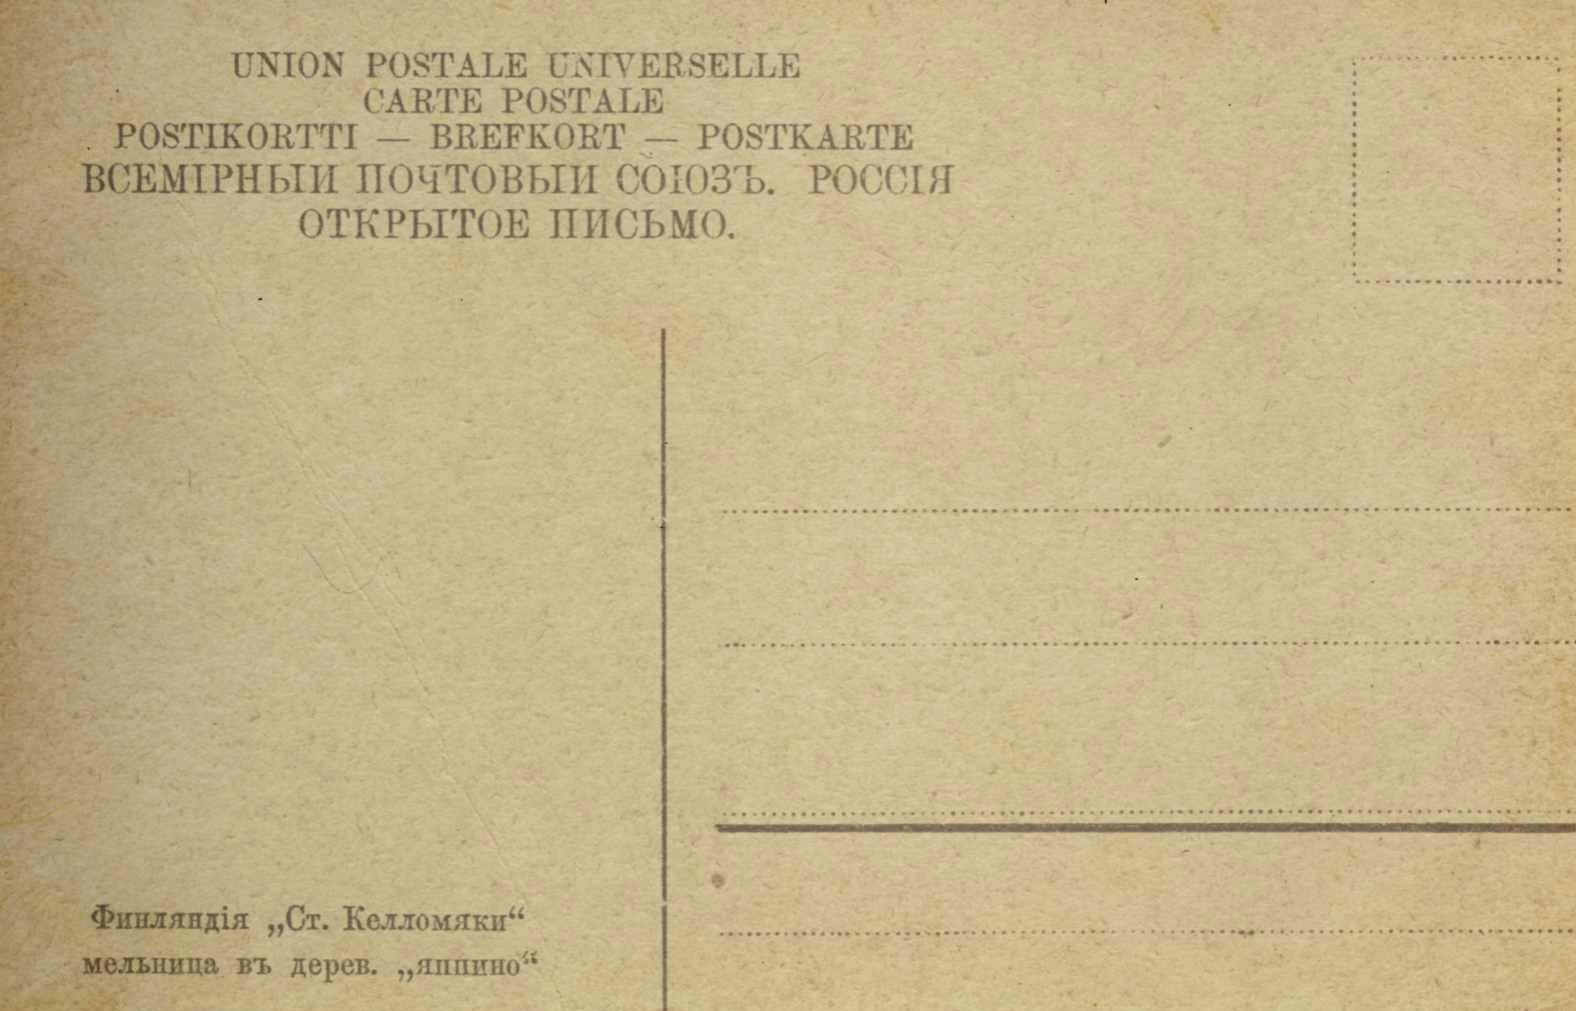 UNION POSTALE UNIVERSELLE
CARTE POSTALE
POSTIKORTTI — BREFKORT — POSTKARTE
ВСЕМІРНЫЙ ПОЧТОВЫЙ СОЮЗЪ. РОССІЯ
ОТКРЫТОЕ ПИСЬМО.
Финляндія „Ст. Келломяки“
мельница въ дерев. „яппино“